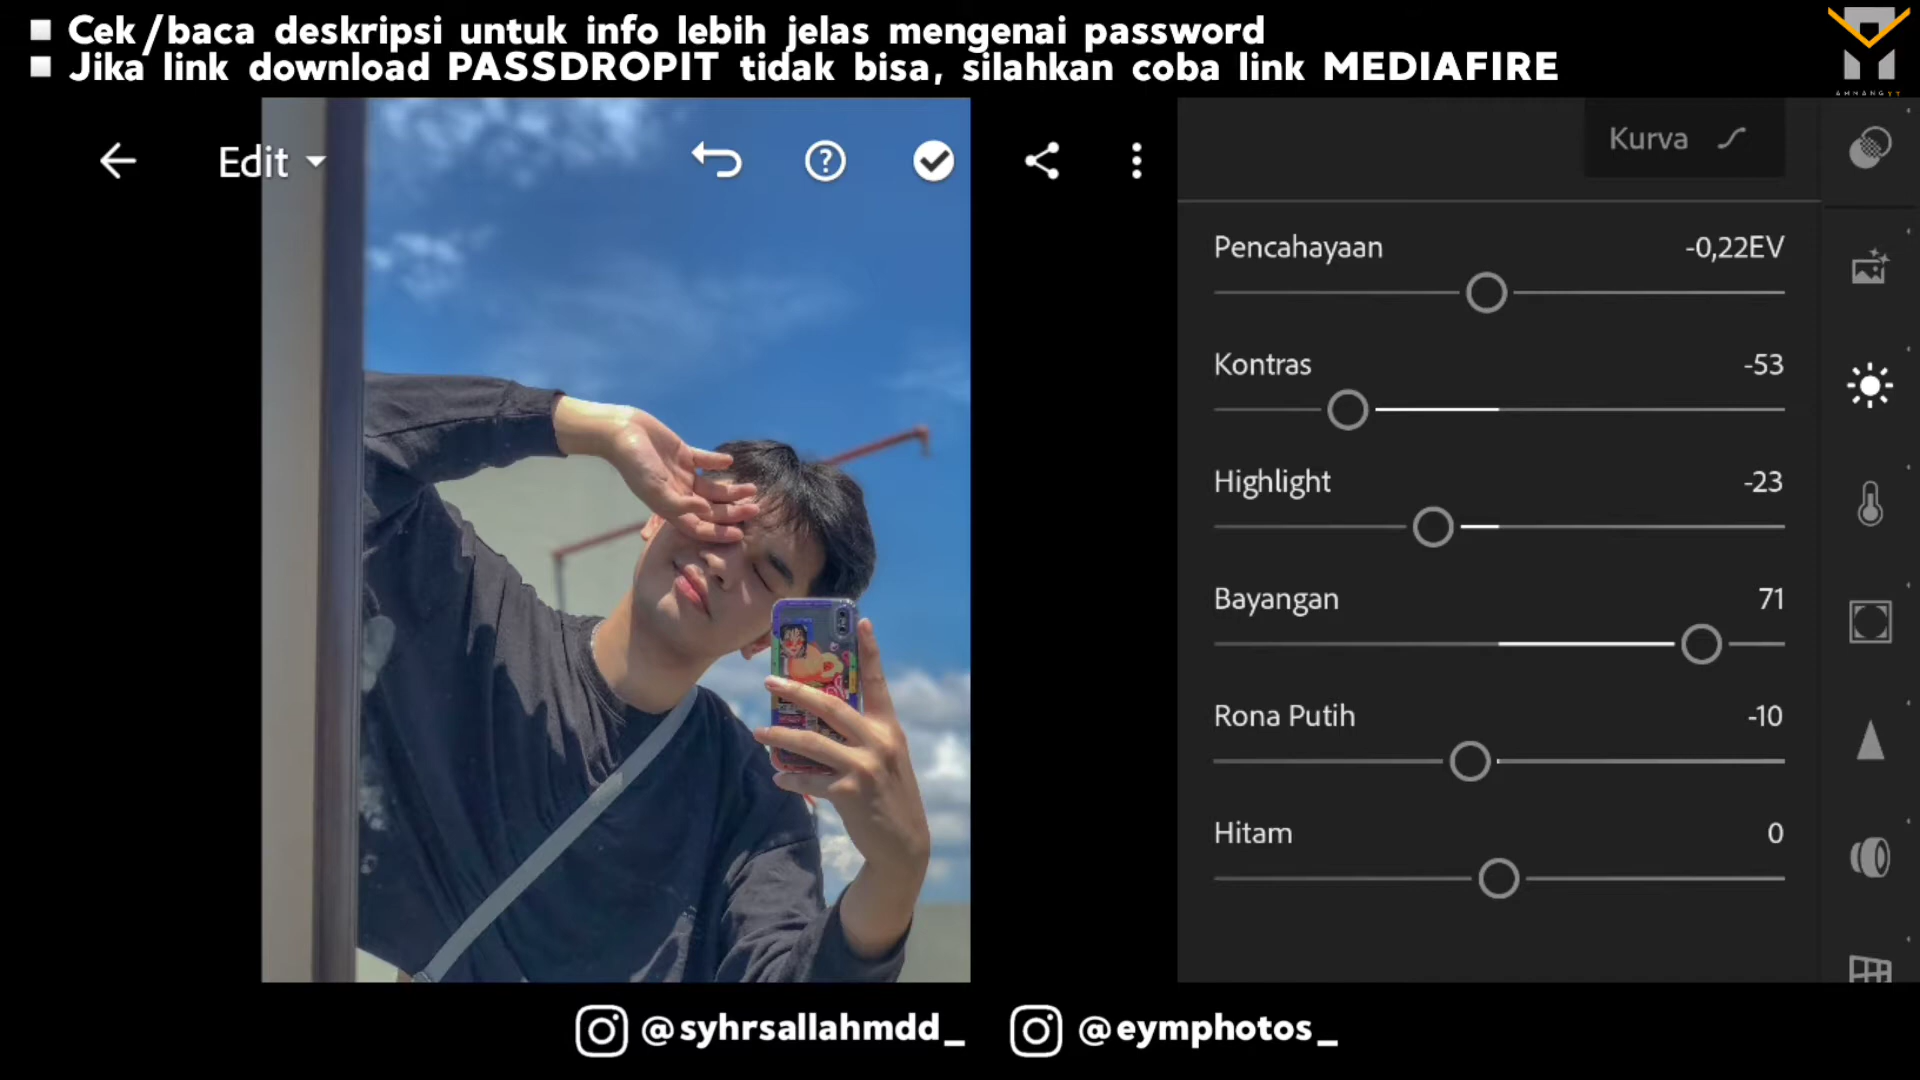 Cek/baca deskripsi untuk info lebih jelas mengenai password
Jika link download PASSDROPIT tidak bisa, silahkan coba link MEDIAFIRE
Edit
Kurva
Pencahayaan -0,22EV
Kontras -53
Highlight -23
Bayangan 71
Rona Putih -10
Hitam 0
@syhrsallahmdd_ @eymphotos_